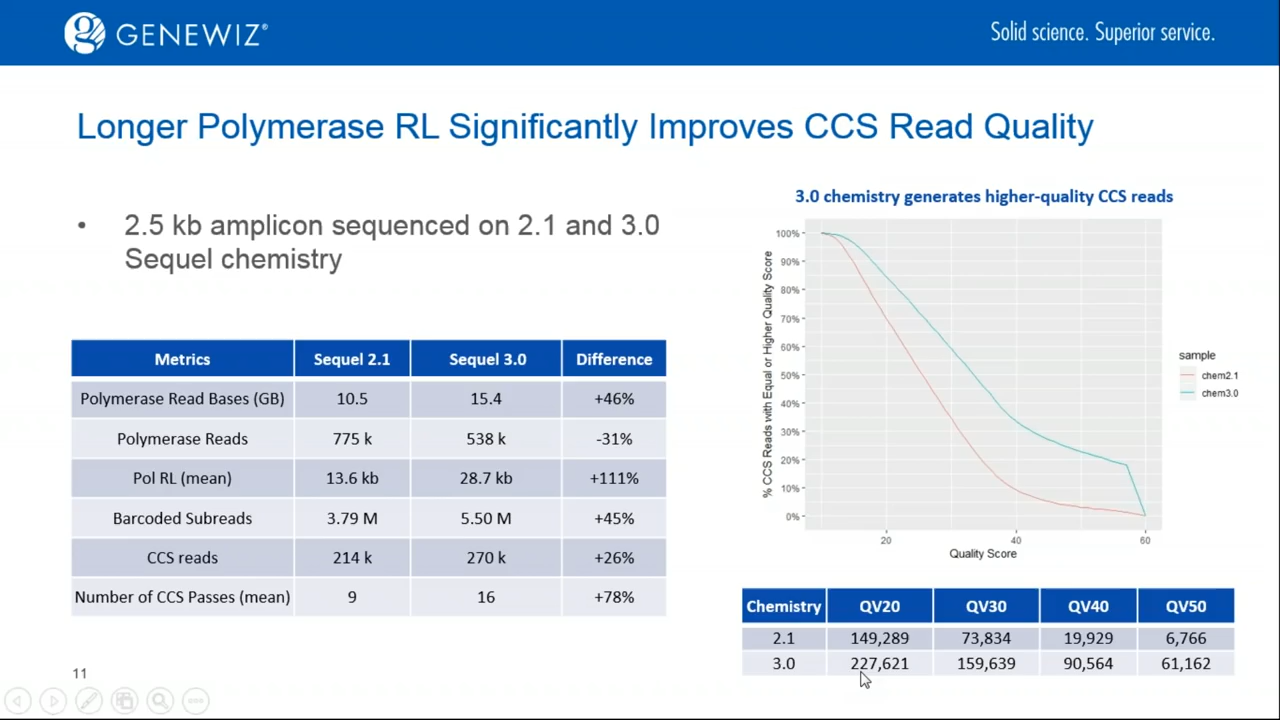 GENEWIZ®
Solid science. Superior service.
Longer Polymerase RL Significantly Improves CCS Read Quality
• 2.5 kb amplicon sequenced on 2.1 and 3.0
Sequel chemistry
Metrics Sequel 2.1 Sequel 3.0 Difference
Polymerase Read Bases (GB) 10.5 15.4 +46%
Polymerase Reads 775 k 538 k -31%
Pol RL (mean) 13.6 kb 28.7 kb +111%
Barcoded Subreads 3.79 M 5.50 M +45%
CCS reads 214 k 270 k +26%
Number of CCS Passes (mean) 9 16 +78%
3.0 chemistry generates higher-quality CCS reads
% CCS Reads with Equal or Higher Quality Score
100%
90%
80%
70%
60%
50%
40%
30%
20%
10%
0%
20 40 60
Quality Score
sample
chem2.1
chem3.0
Chemistry QV20 QV30 QV40 QV50
2.1 149,289 73,834 19,929 6,766
3.0 227,621 159,639 90,564 61,162
11